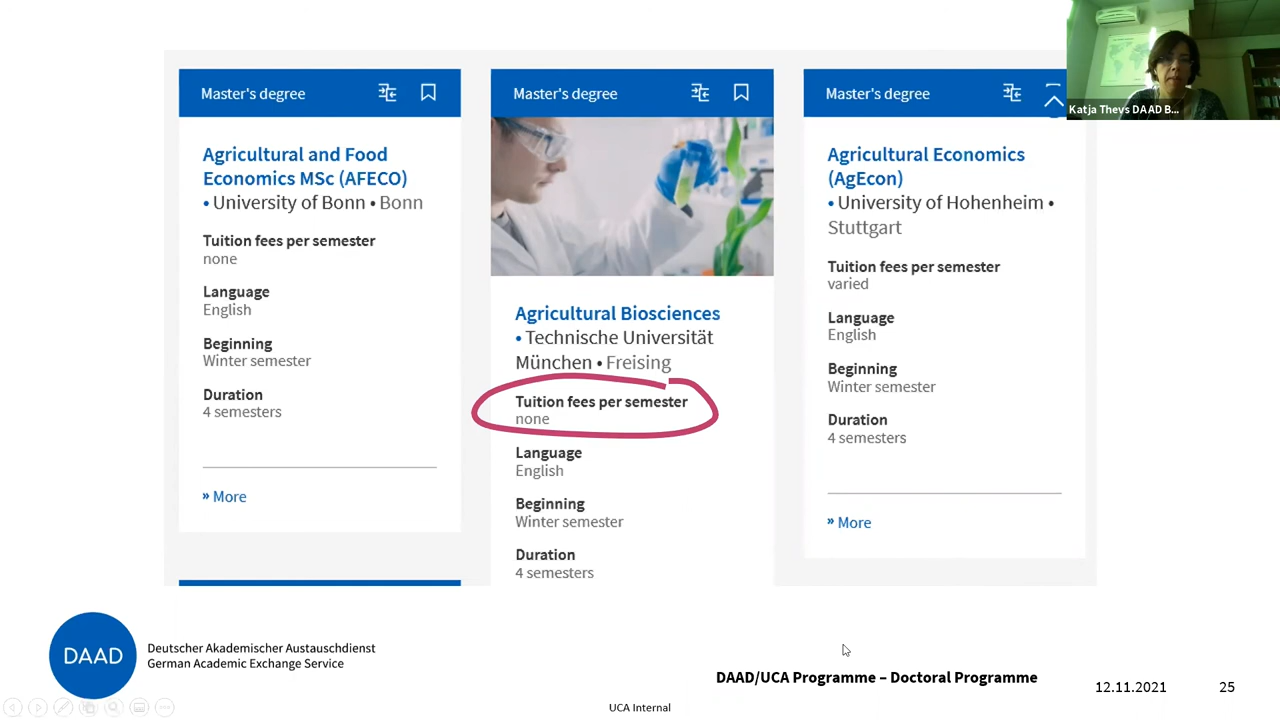 Master's degree
Agricultural and Food
Economics MSc (AFECO)
• University of Bonn • Bonn
Tuition fees per semester
none
Language
English
Beginning
Winter semester
Duration
4 semesters
» More
Master's degree
Agricultural Biosciences
• Technische Universität
München • Freising
Tuition fees per semester
none
Language
English
Beginning
Winter semester
Duration
4 semesters
Master's degree
Agricultural Economics
(AgEcon)
• University of Hohenheim •
Stuttgart
Tuition fees per semester
varied
Language
English
Beginning
Winter semester
Duration
4 semesters
» More
Katja Thevs DAAD B...
DAAD
Deutscher Akademischer Austauschdienst
German Academic Exchange Service
DAAD/UCA Programme – Doctoral Programme
12.11.2021
25
UCA Internal